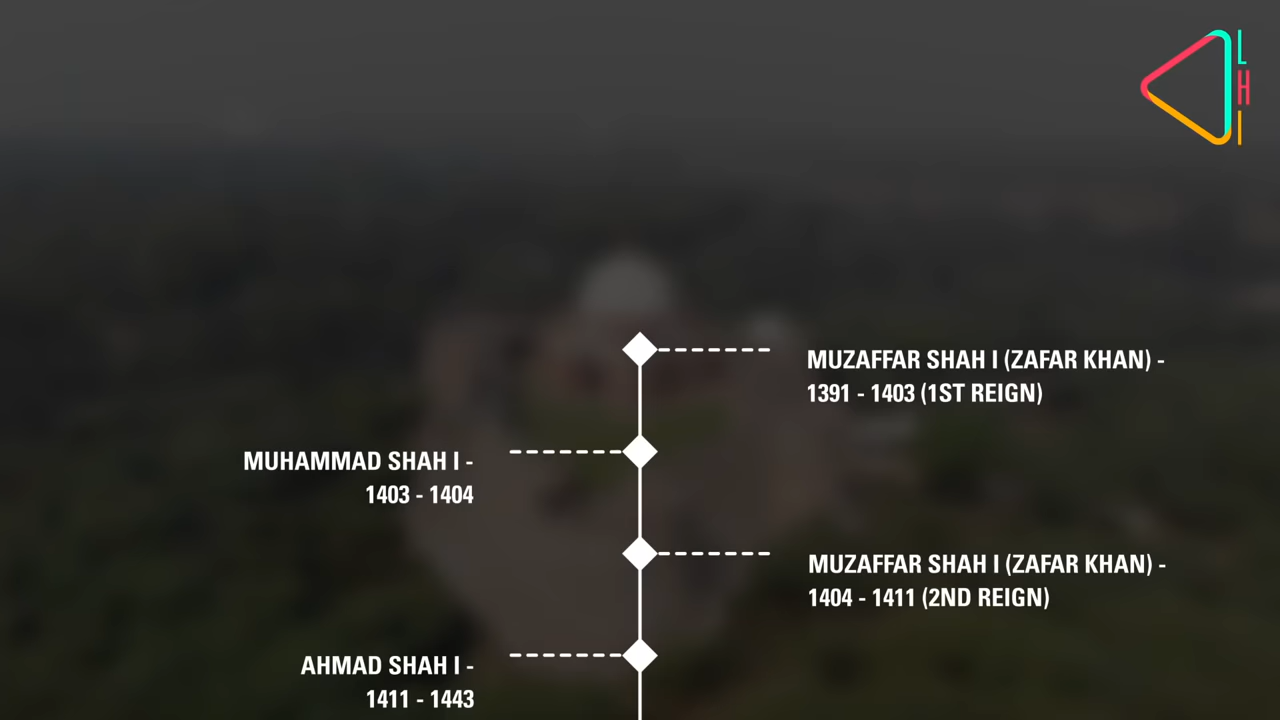 LHI
MUZAFFAR SHAH I (ZAFAR KHAN) -
1391 - 1403 (1ST REIGN)
MUHAMMAD SHAH I -
1403 - 1404
MUZAFFAR SHAH I (ZAFAR KHAN) -
1404 - 1411 (2ND REIGN)
AHMAD SHAH I -
1411 - 1443